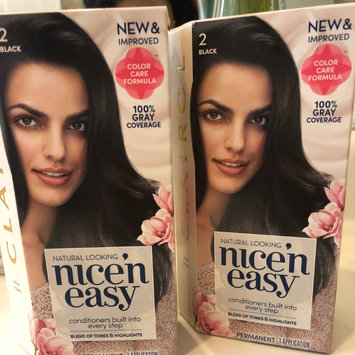 2
BLACK
NEW&
IMPROVED
COLOR
CARE
FORMULA
100%
GRAY
COVERAGE
NATURAL LOOKING
nice'n
easy
conditioners built into
every step
BLEND OF TONES & HIGHLIGHTS
APPLICATION
CLAIROL
2
BLACK
NEW &
IMPROVED
COLOR
CARE
FORMULA
100%
GRAY
COVERAGE
NATURAL LOOKING
nice'n
easy
conditioners built into
every step
BLEND OF TONES & HIGHLIGHTS
PERMANENT 1 APPLICATION